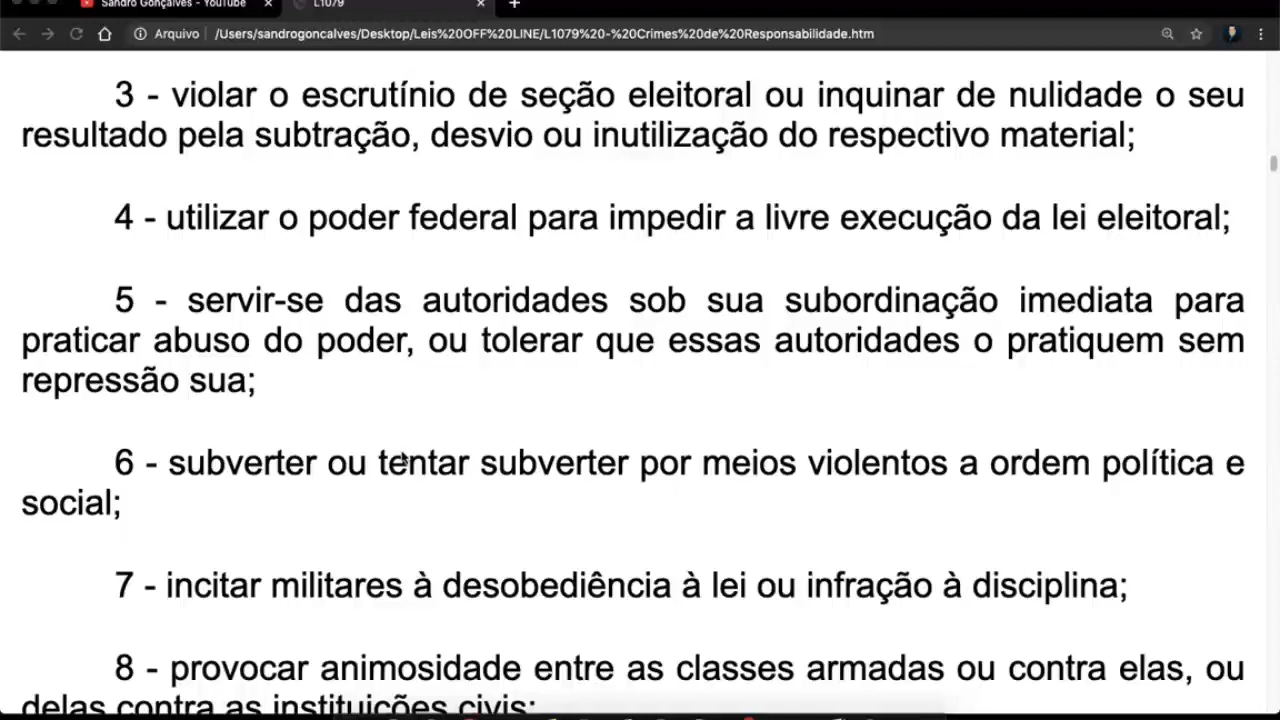 Sandro Gonçalves - YouTube
L1079
Arquivo | /Users/sandrogoncalves/Desktop/Leis%20OFF%20LINE/L1079%20-%20Crimes%20de%20Responsabilidade.htm
3 - violar o escrutínio de seção eleitoral ou inquinar de nulidade o seu
resultado pela subtração, desvio ou inutilização do respectivo material;
4 - utilizar o poder federal para impedir a livre execução da lei eleitoral;
5 - servir-se das autoridades sob sua subordinação imediata para
praticar abuso do poder, ou tolerar que essas autoridades o pratiquem sem
repressão sua;
6 - subverter ou tentar subverter por meios violentos a ordem política e
social;
7 - incitar militares à desobediência à lei ou infração à disciplina;
8 - provocar animosidade entre as classes armadas ou contra elas, ou
delas contra as instituições civis;